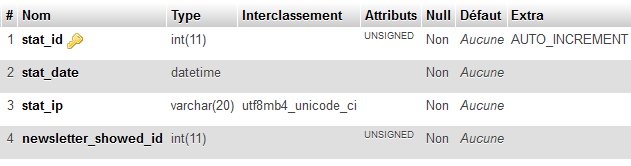 # Nom Type Interclassement Attributs Null Défaut Extra
1 stat_id int(11) UNSIGNED Non Aucune AUTO_INCREMENT
2 stat_date datetime Non Aucune
3 stat_ip varchar(20) utf8mb4_unicode_ci Non Aucune
4 newsletter_showed_id int(11) UNSIGNED Non Aucune